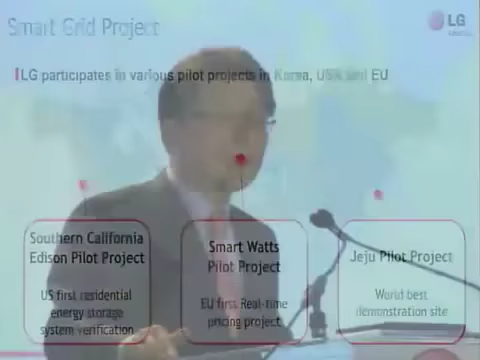 Smart Grid Project
LG
LG participates in various pilot projects in Korea, USA and EU
Southern California
Edison Pilot Project
US first residential
energy storage
system verification
Smart Watts
Pilot Project
EU first Real-time
pricing project
Jeju Pilot Project
World best
demonstration site